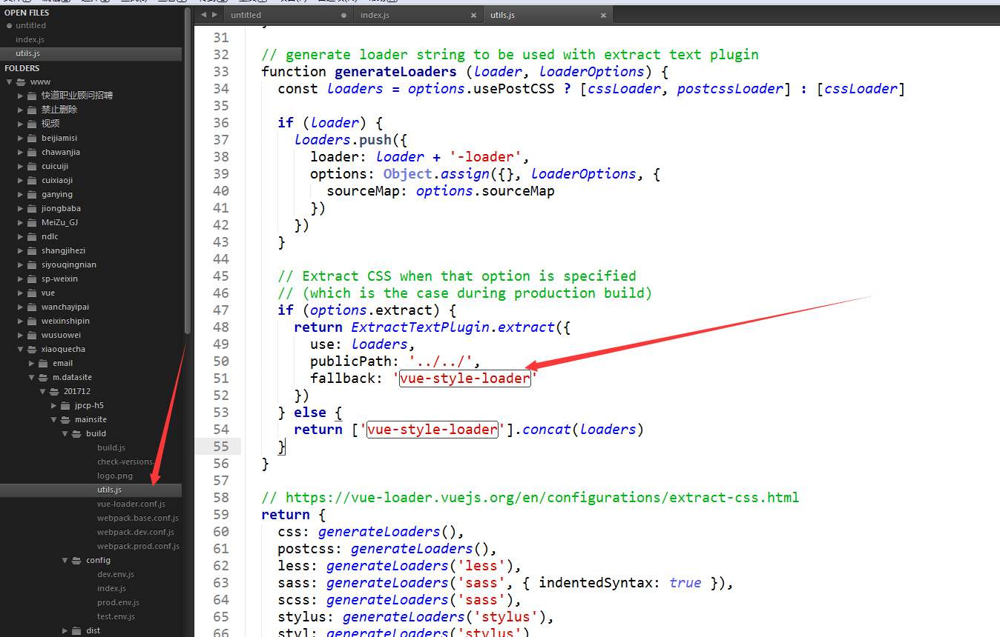 OPEN FILES
untitled
index.js
utils.js
FOLDERS
www
快道职业顾问招聘
禁止删除
视频
beijiamisi
chawanjia
cuicuiji
cuixiaoji
ganying
jiongbaba
MeiZu_GJ
ndlc
shangjihezi
siyouqingnian
sp-weixin
vue
wanchayipai
weixinshipin
wusuowei
xiaoquecha
email
m.datasite
201712
jpcp-h5
mainsite
build
build.js
check-versions.
logo.png
utils.js
vue-loader.conf.js
webpack.base.conf.js
webpack.dev.conf.js
webpack.prod.conf.js
config
dev.env.js
index.js
prod.env.js
test.env.js
dist
untitled
index.js
utils.js
31
32 // generate loader string to be used with extract text plugin
33 function generateLoaders (loader, loaderOptions) {
34 const loaders = options.usePostCSS ? [cssLoader, postcssLoader] : [cssLoader]
35
36 if (loader) {
37 loaders.push({
38 loader: loader + '-loader',
39 options: Object.assign({}, loaderOptions, {
40 sourceMap: options.sourceMap
41 })
42 })
43 }
44
45 // Extract CSS when that option is specified
46 // (which is the case during production build)
47 if (options.extract) {
48 return ExtractTextPlugin.extract({
49 use: loaders,
50 publicPath: '../../',
51 fallback: 'vue-style-loader'
52 })
53 } else {
54 return ['vue-style-loader'].concat(loaders)
55 }
56 }
57
58 // https://vue-loader.vuejs.org/en/configurations/extract-css.html
59 return {
60 css: generateLoaders(),
61 postcss: generateLoaders(),
62 less: generateLoaders('less'),
63 sass: generateLoaders('sass', { indentedSyntax: true }),
64 scss: generateLoaders('sass'),
65 stylus: generateLoaders('stylus'),
66 styl: generateLoaders('stylus')